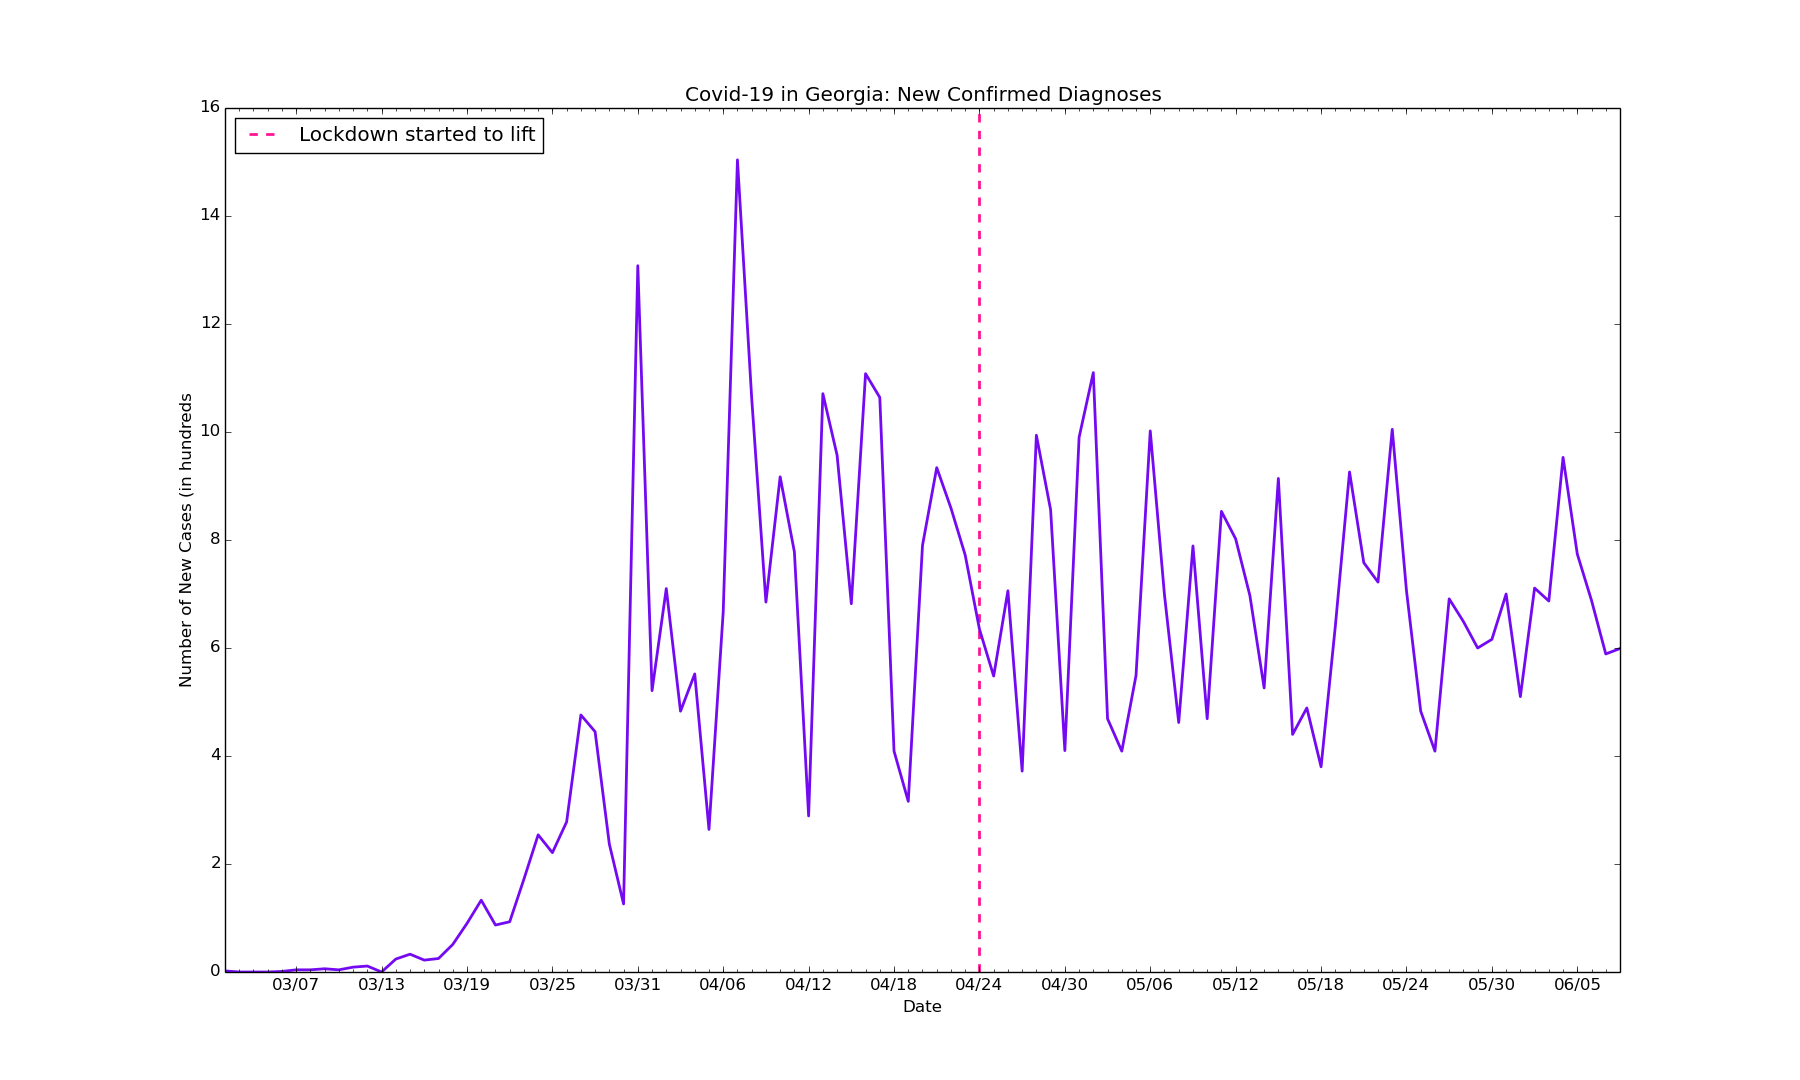 Covid-19 in Georgia: New Confirmed Diagnoses
Lockdown started to lift
Number of New Cases (in hundreds
16
14
12
10
8
6
4
2
0
03/07 03/13 03/19 03/25 03/31 04/06 04/12 04/18 04/24 04/30 05/06 05/12 05/18 05/24 05/30 06/05
Date